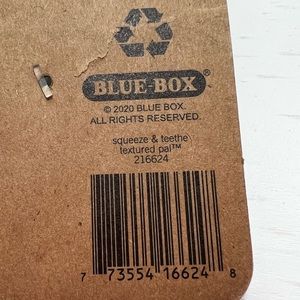 BLUE-BOX®
© 2020 BLUE BOX.
ALL RIGHTS RESERVED.
squeeze & teethe
textured pal™
216624
7 73554 16624 8